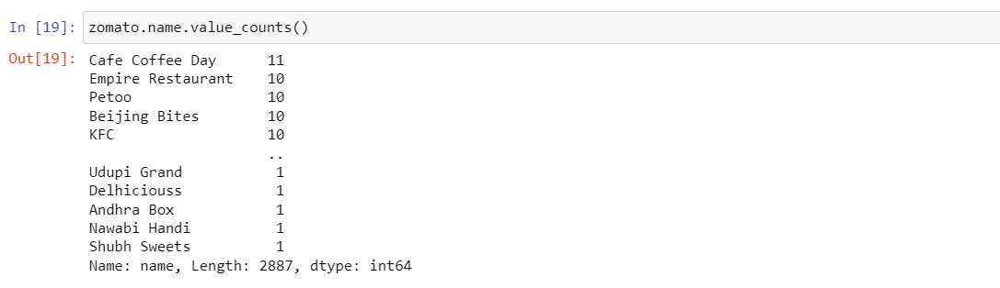 In [19]: zomato.name.value_counts()
Out[19]: Cafe Coffee Day 11
Empire Restaurant 10
Petoo 10
Beijing Bites 10
KFC 10
..
Udupi Grand 1
Delhiciouss 1
Andhra Box 1
Nawabi Handi 1
Shubh Sweets 1
Name: name, Length: 2887, dtype: int64